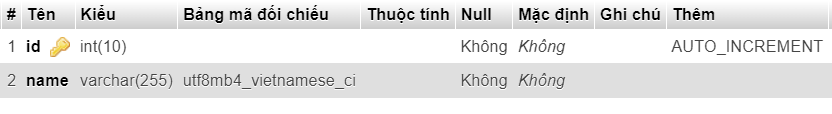 # Tên Kiểu Bảng mã đối chiếu Thuộc tính Null Mặc định Ghi chú Thêm
1 id int(10) Không Không AUTO_INCREMENT
2 name varchar(255) utf8mb4_vietnamese_ci Không Không